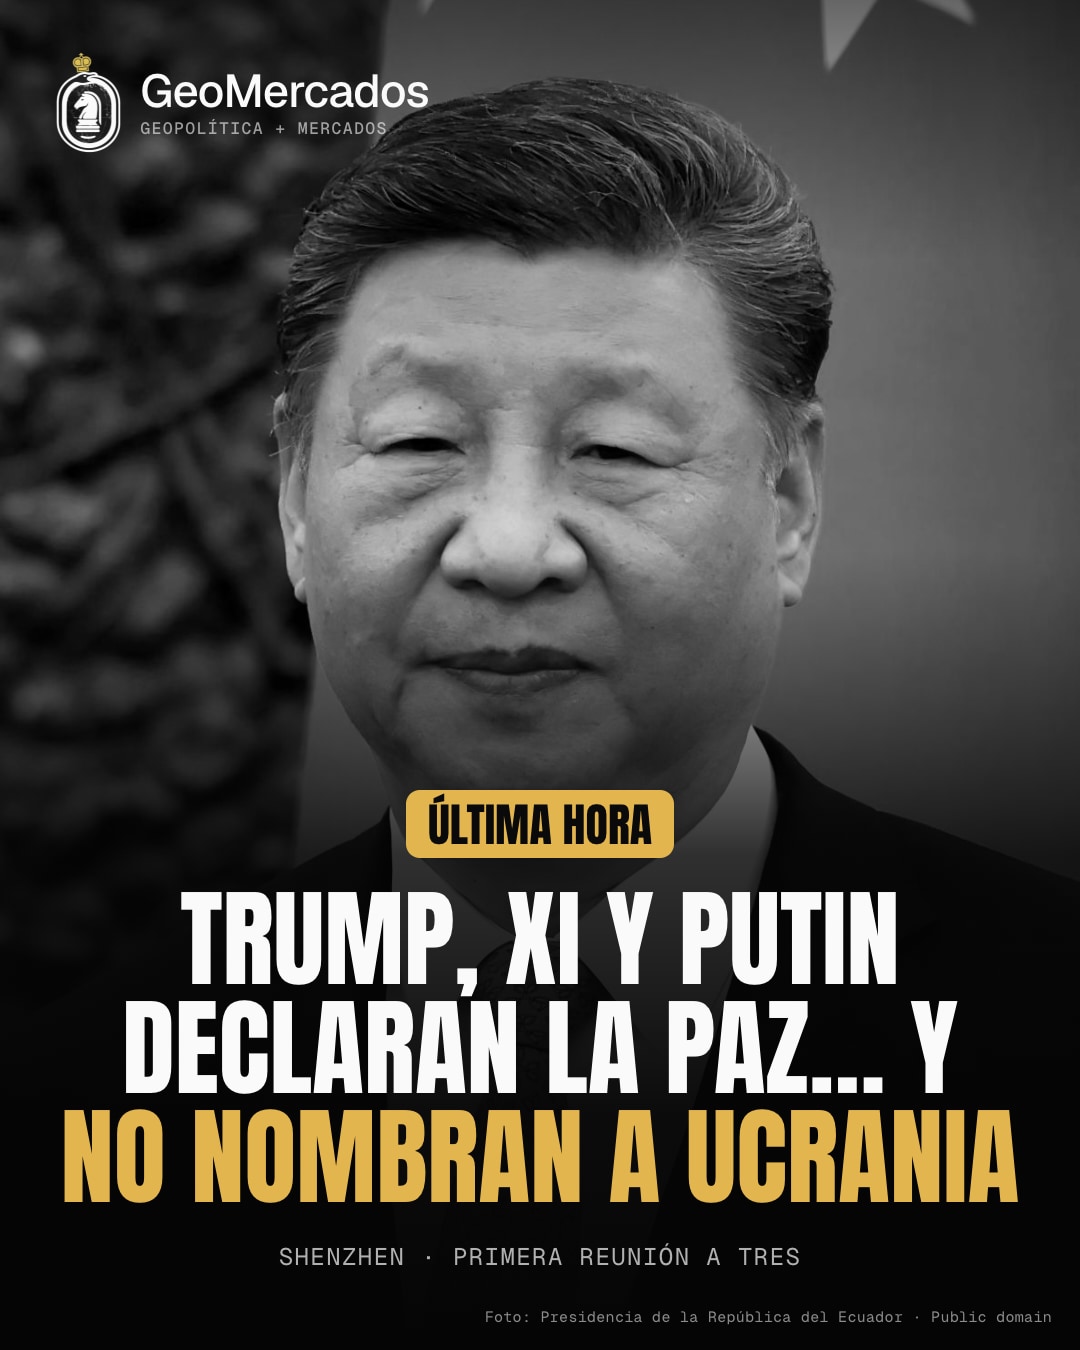 GeoMercados
GEOPOLÍTICA + MERCADOS
ÚLTIMA HORA
TRUMP, XI Y PUTIN
DECLARAN LA PAZ... Y
NO NOMBRAN A UCRANIA
SHENZHEN · PRIMERA REUNIÓN A TRES
Foto: Presidencia de la República del Ecuador · Public domain